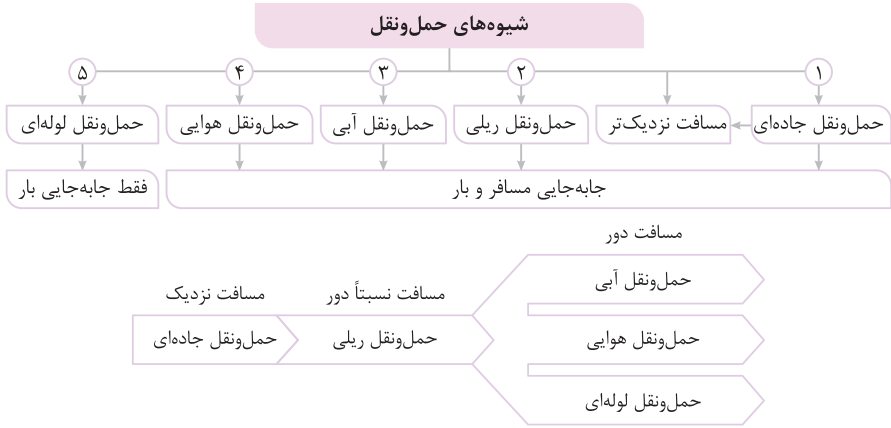 شیوه‌های حمل‌ونقل
۱ ۲ ۳ ۴ ۵
حمل‌ونقل جاده‌ای
مسافت نزدیک‌تر
حمل‌ونقل ریلی
حمل‌ونقل آبی
حمل‌ونقل هوایی
حمل‌ونقل لوله‌ای
جابه‌جایی مسافر و بار
فقط جابه‌جایی بار
مسافت دور
حمل‌ونقل آبی
مسافت نسبتاً دور
مسافت نزدیک
حمل‌ونقل هوایی
حمل‌ونقل ریلی
حمل‌ونقل جاده‌ای
حمل‌ونقل لوله‌ای